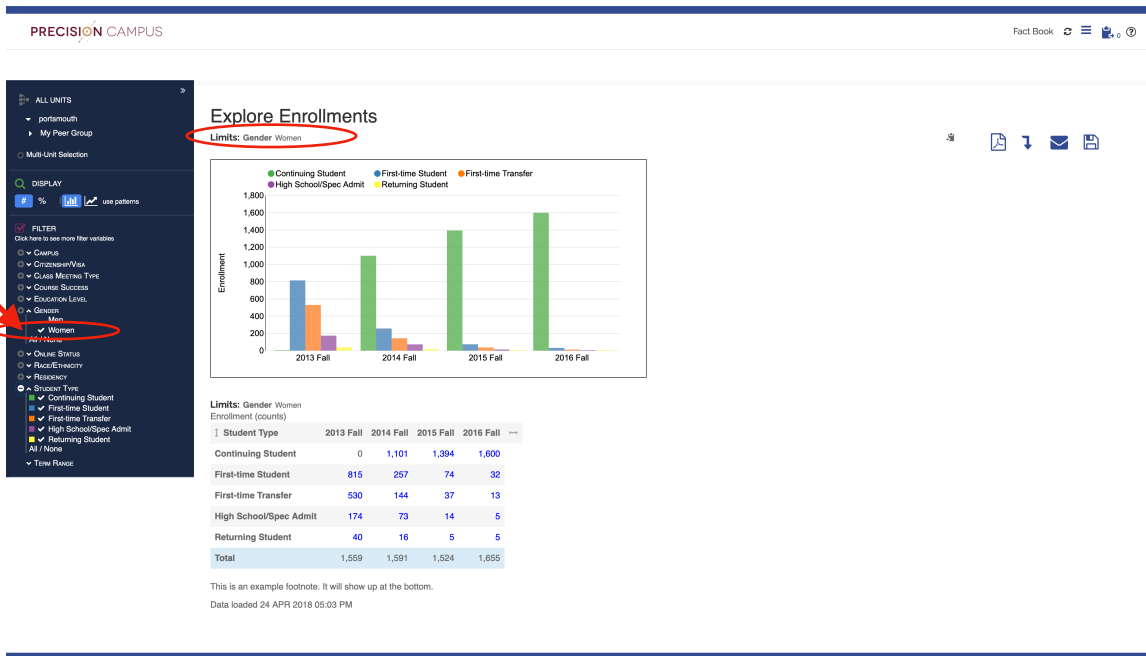 PRECISION CAMPUS
Fact Book 0
ALL UNITS »
portsmouth
My Peer Group
Multi-Unit Selection
DISPLAY
# % use patterns
FILTER
Click here to see more filter variables
Campus
Citizenship/Visa
Class Meeting Type
Course Success
Education Level
Gender
Men
Women
All / None
Online Status
Race/Ethnicity
Residency
Student Type
Continuing Student
First-time Student
First-time Transfer
High School/Spec Admit
Returning Student
All / None
Term Range
Explore Enrollments
Limits: Gender Women
Continuing Student First-time Student First-time Transfer
High School/Spec Admit Returning Student
1,800
1,600
1,400
1,200
1,000
800
600
400
200
0
Enrollment
2013 Fall 2014 Fall 2015 Fall 2016 Fall
Limits: Gender Women
Enrollment (counts)
Student Type 2013 Fall 2014 Fall 2015 Fall 2016 Fall
Continuing Student 0 1,101 1,394 1,600
First-time Student 815 257 74 32
First-time Transfer 530 144 37 13
High School/Spec Admit 174 73 14 5
Returning Student 40 16 5 5
Total 1,559 1,591 1,524 1,655
This is an example footnote. It will show up at the bottom.
Data loaded 24 APR 2018 05:03 PM